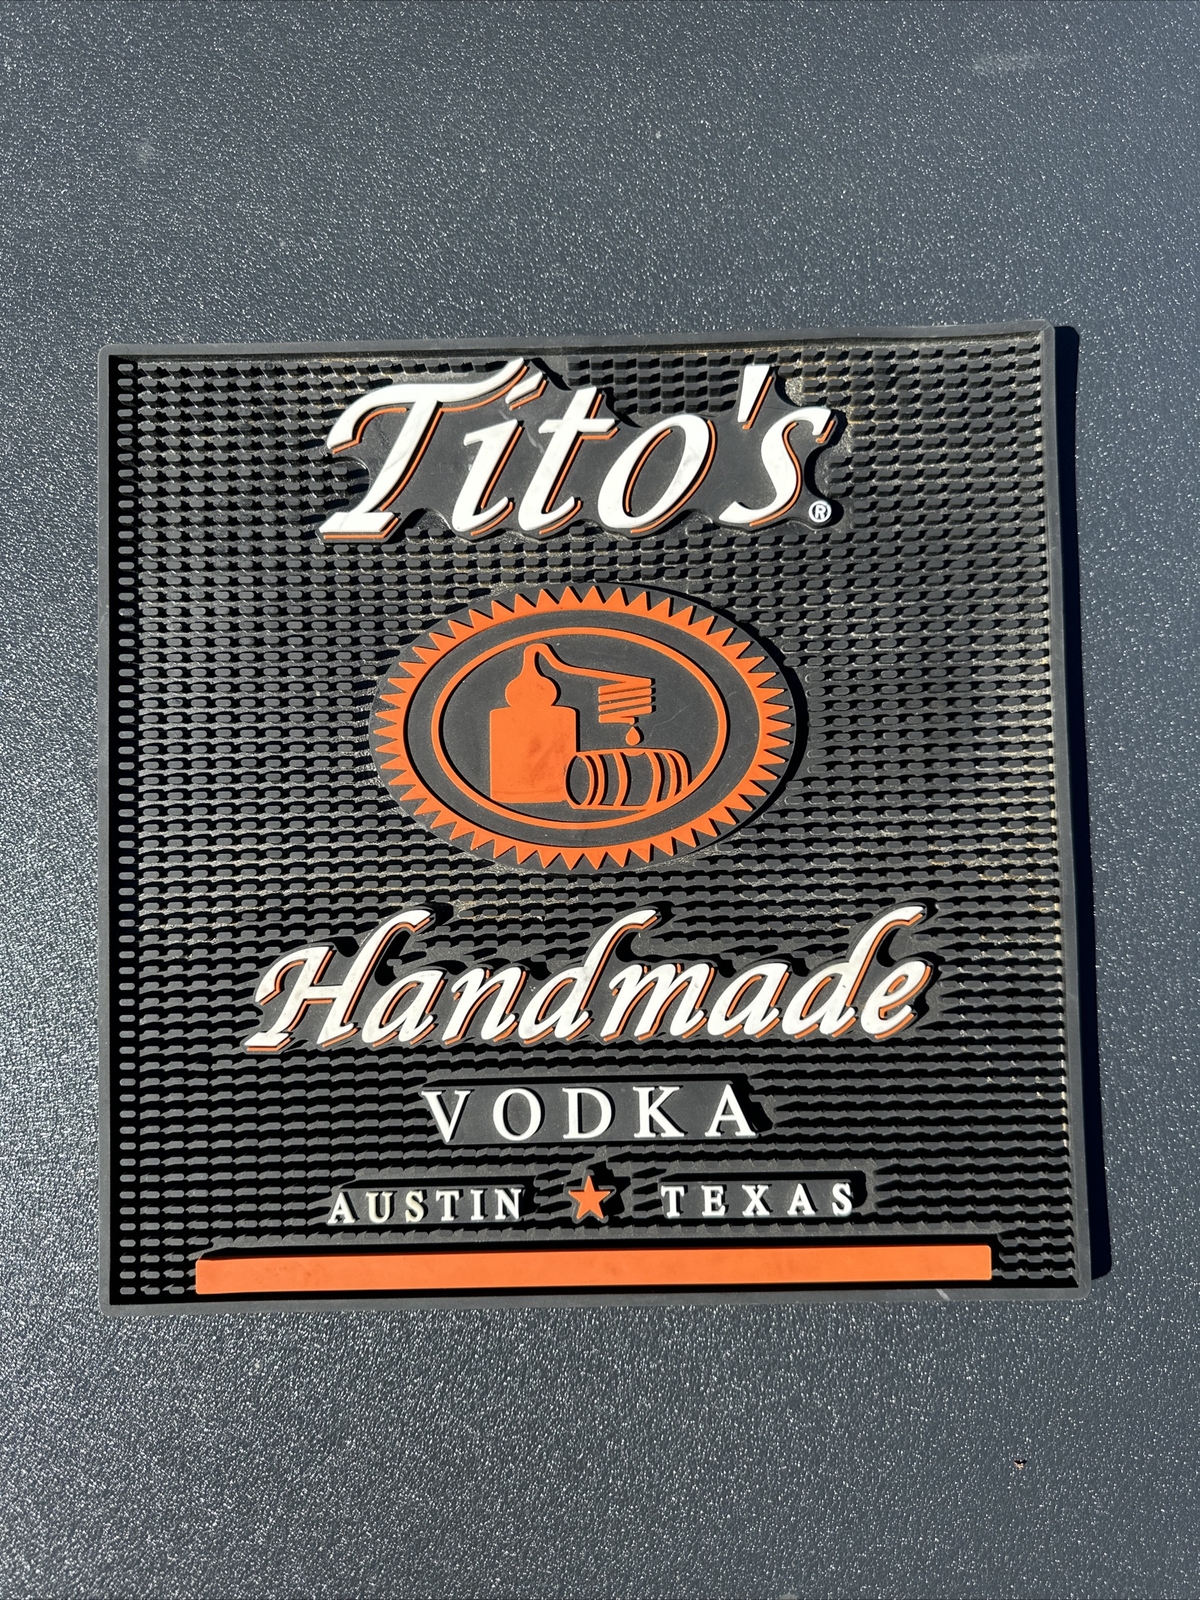 Tito's®
Handmade
VODKA
AUSTIN ★ TEXAS